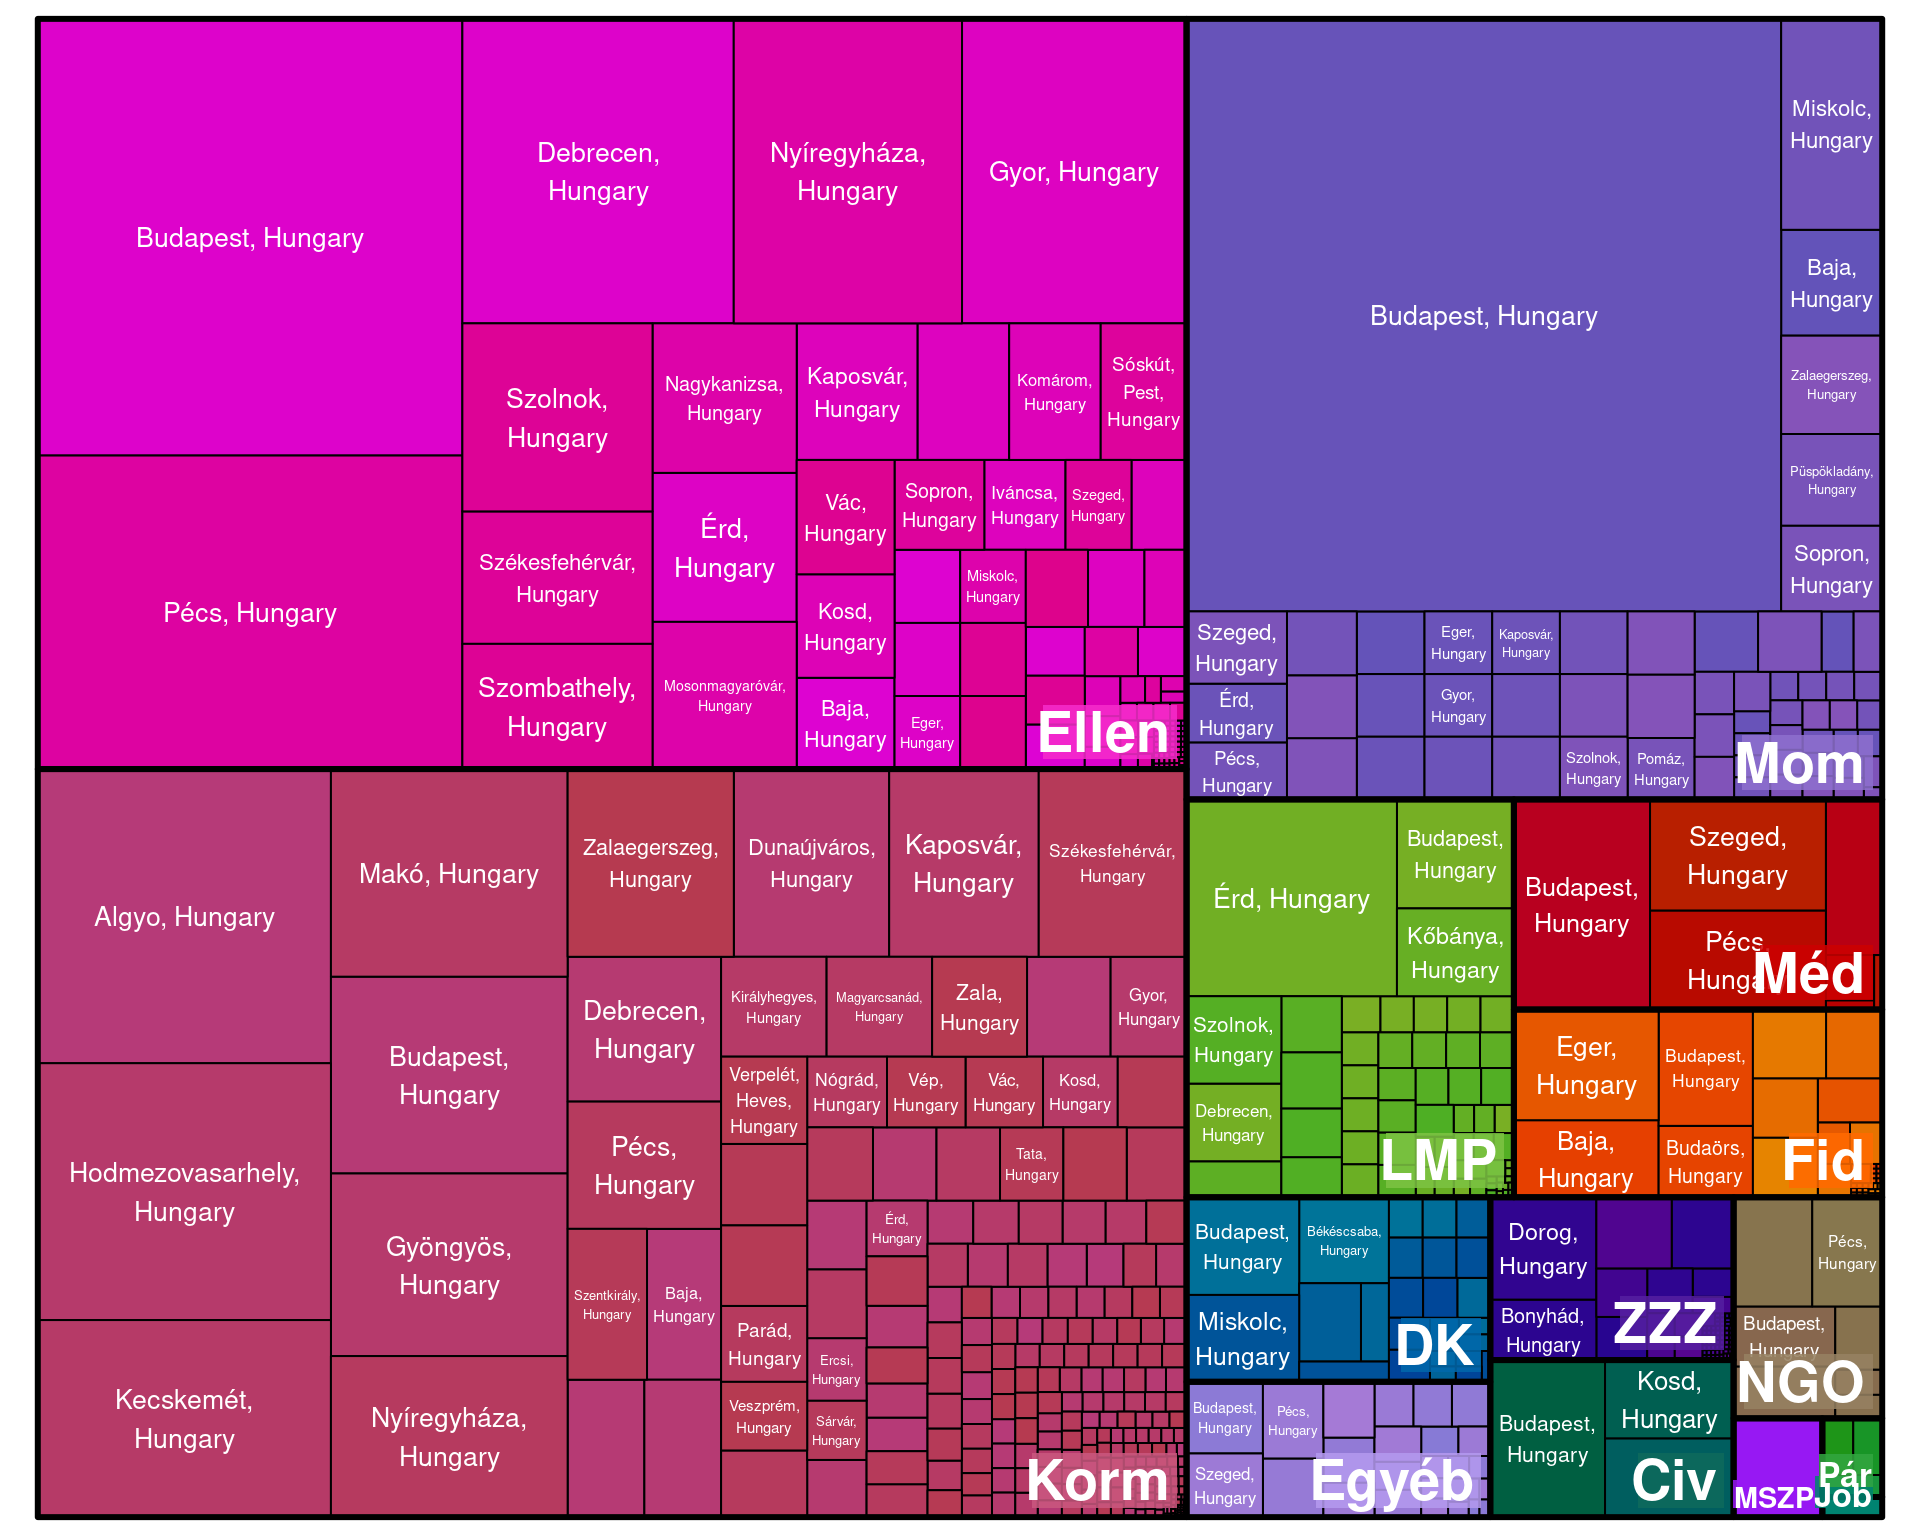 Budapest, Hungary
Debrecen,
Hungary
Nyíregyháza,
Hungary
Gyor, Hungary
Pécs, Hungary
Szolnok,
Hungary
Székesfehérvár,
Hungary
Szombathely,
Hungary
Nagykanizsa,
Hungary
Érd,
Hungary
Mosonmagyaróvár,
Hungary
Kaposvár,
Hungary
Komárom,
Hungary
Sóskút,
Pest,
Hungary
Vác,
Hungary
Sopron,
Hungary
Iváncsa,
Hungary
Szeged,
Hungary
Kosd,
Hungary
Miskolc,
Hungary
Baja,
Hungary
Eger,
Hungary
Ellen
Budapest, Hungary
Miskolc,
Hungary
Baja,
Hungary
Zalaegerszeg,
Hungary
Püspökladány,
Hungary
Sopron,
Hungary
Szeged,
Hungary
Érd,
Hungary
Pécs,
Hungary
Eger,
Hungary
Kaposvár,
Hungary
Gyor,
Hungary
Szolnok,
Hungary
Pomáz,
Hungary
Mom
Algyo, Hungary
Hodmezovasarhely,
Hungary
Kecskemét,
Hungary
Makó, Hungary
Budapest,
Hungary
Gyöngyös,
Hungary
Nyíregyháza,
Hungary
Zalaegerszeg,
Hungary
Dunaújváros,
Hungary
Kaposvár,
Hungary
Székesfehérvár,
Hungary
Debrecen,
Hungary
Pécs,
Hungary
Szentkirály,
Hungary
Baja,
Hungary
Királyhegyes,
Hungary
Magyarcsanád,
Hungary
Zala,
Hungary
Gyor,
Hungary
Verpelét,
Heves,
Hungary
Nógrád,
Hungary
Vép,
Hungary
Vác,
Hungary
Kosd,
Hungary
Tata,
Hungary
Érd,
Hungary
Parád,
Hungary
Ercsi,
Hungary
Veszprém,
Hungary
Sárvár,
Hungary
Korm
Érd, Hungary
Budapest,
Hungary
Kőbánya,
Hungary
Szolnok,
Hungary
Debrecen,
Hungary
LMP
Budapest,
Hungary
Szeged,
Hungary
Pécs,
Hungary
Méd
Eger,
Hungary
Baja,
Hungary
Budapest,
Hungary
Budaörs,
Hungary
Fid
Budapest,
Hungary
Békéscsaba,
Hungary
Miskolc,
Hungary
DK
Dorog,
Hungary
Bonyhád,
Hungary
ZZZ
Pécs,
Hungary
Budapest,
Hungary
NGO
Budapest,
Hungary
Pécs,
Hungary
Szeged,
Hungary
Egyéb
Budapest,
Hungary
Kosd,
Hungary
Civ
MSZP
Pár
Job